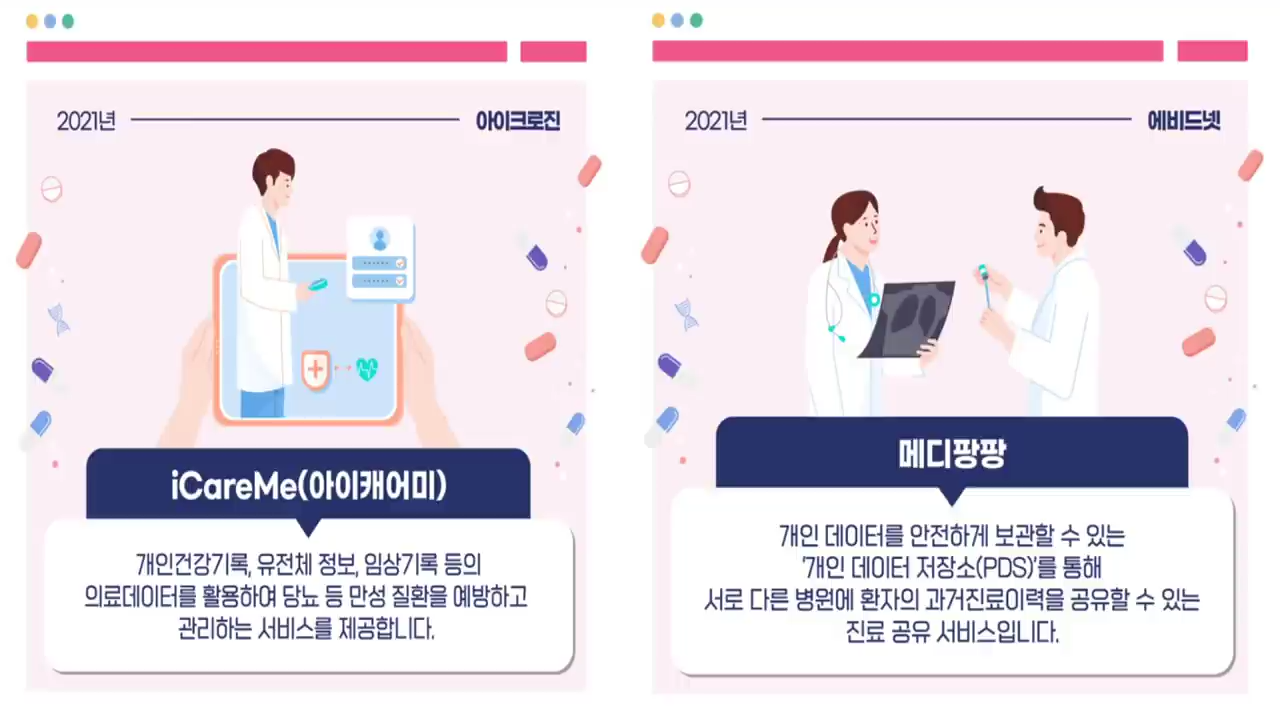 2021년
아이크로진
iCareMe(아이캐어미)
개인건강기록, 유전체 정보, 임상기록 등의
의료데이터를 활용하여 당뇨 등 만성 질환을 예방하고
관리하는 서비스를 제공합니다.
2021년
에비드넷
메디팡팡
개인 데이터를 안전하게 보관할 수 있는
'개인 데이터 저장소(PDS)'를 통해
서로 다른 병원에 환자의 과거진료이력을 공유할 수 있는
진료 공유 서비스입니다.